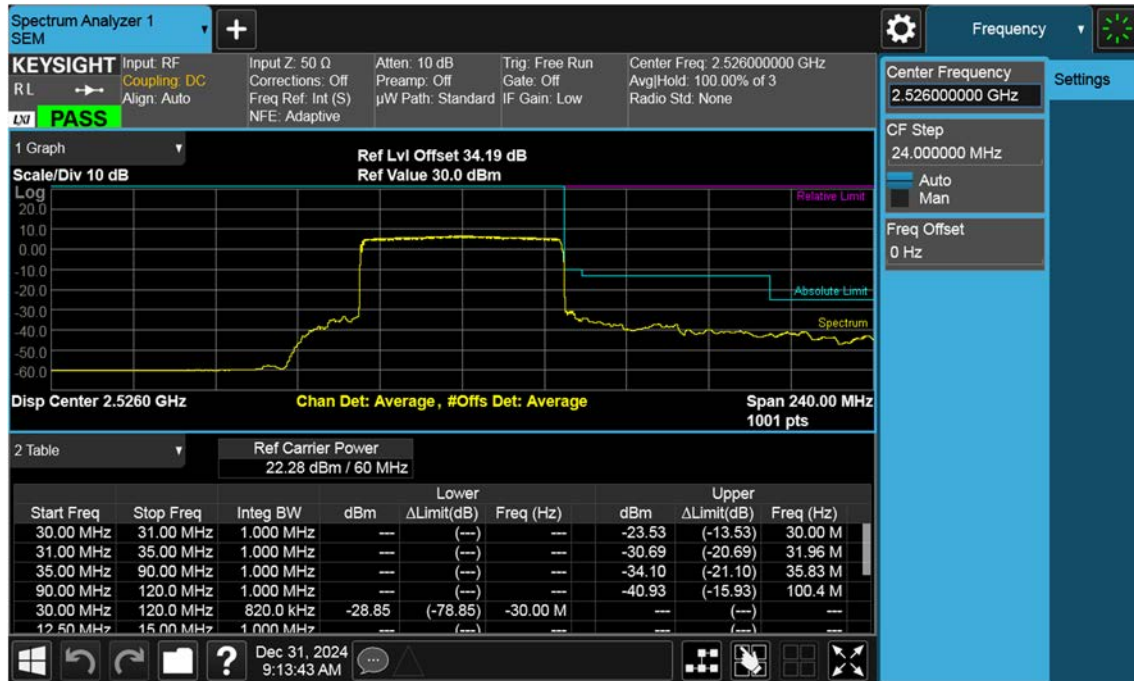 Spectrum Analyzer 1
SEM
+
Frequency
KEYSIGHT
R L
LXI PASS
Input: RF
Coupling: DC
Align: Auto
Input Z: 50 Ω
Corrections: Off
Freq Ref: Int (S)
NFE: Adaptive
Atten: 10 dB
Preamp: Off
µW Path: Standard
Trig: Free Run
Gate: Off
IF Gain: Low
Center Freq: 2.526000000 GHz
Avg|Hold: 100.00% of 3
Radio Std: None
Center Frequency
2.526000000 GHz
Settings
CF Step
24.000000 MHz
Auto
Man
Freq Offset
0 Hz
1 Graph
Scale/Div 10 dB
Ref Lvl Offset 34.19 dB
Ref Value 30.0 dBm
Log
20.0
10.0
0.00
-10.0
-20.0
-30.0
-40.0
-50.0
-60.0
Relative Limit
Absolute Limit
Spectrum
Disp Center 2.5260 GHz
Chan Det: Average, #Offs Det: Average
Span 240.00 MHz
1001 pts
2 Table
Ref Carrier Power
22.28 dBm / 60 MHz
Lower Upper
Start Freq Stop Freq Integ BW dBm ΔLimit(dB) Freq (Hz) dBm ΔLimit(dB) Freq (Hz)
30.00 MHz 31.00 MHz 1.000 MHz --- (---) --- -23.53 (-13.53) 30.00 M
31.00 MHz 35.00 MHz 1.000 MHz --- (---) --- -30.69 (-20.69) 31.96 M
35.00 MHz 90.00 MHz 1.000 MHz --- (---) --- -34.10 (-21.10) 35.83 M
90.00 MHz 120.0 MHz 1.000 MHz --- (---) --- -40.93 (-15.93) 100.4 M
30.00 MHz 120.0 MHz 820.0 kHz -28.85 (-78.85) -30.00 M --- (---) ---
12.50 MHz 15.00 MHz 1.000 MHz --- (---) --- --- (---) ---
?
Dec 31, 2024
9:13:43 AM